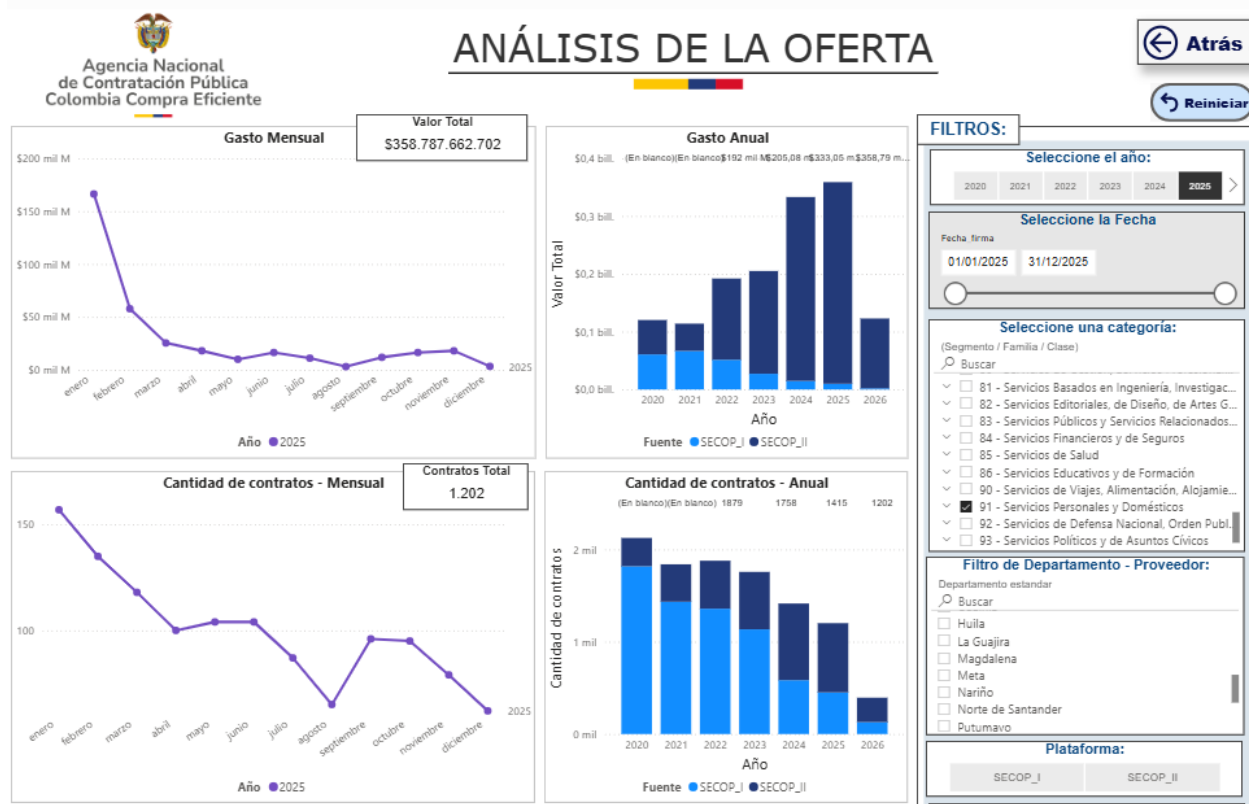 Agencia Nacional
de Contratación Pública
Colombia Compra Eficiente
ANÁLISIS DE LA OFERTA
Atrás
Reiniciar
Gasto Mensual
Valor Total
$358.787.662.702
$200 mil M
$150 mil M
$100 mil M
$50 mil M
$0 mil M
enero
febrero
marzo
abril
mayo
junio
julio
agosto
septiembre
octubre
noviembre
diciembre
2025
Año 2025
Gasto Anual
(En blanco)(En blanco)$192 mil M$205,08 m$333,05 m$358,79 m...
Valor Total
$0,4 bill.
$0,3 bill.
$0,2 bill.
$0,1 bill.
$0,0 bill.
2020 2021 2022 2023 2024 2025 2026
Año
Fuente SECOP_I SECOP_II
Cantidad de contratos - Mensual
Contratos Total
1.202
150
100
enero
febrero
marzo
abril
mayo
junio
julio
agosto
septiembre
octubre
noviembre
diciembre
2025
Año 2025
Cantidad de contratos - Anual
(En blanco)(En blanco) 1879 1758 1415 1202
Cantidad de contratos
2 mil
1 mil
0 mil
2020 2021 2022 2023 2024 2025 2026
Año
Fuente SECOP_I SECOP_II
FILTROS:
Seleccione el año:
2020 2021 2022 2023 2024 2025
Seleccione la Fecha
Fecha_firma
01/01/2025 31/12/2025
Seleccione una categoría:
(Segmento / Familia / Clase)
Buscar
81 - Servicios Basados en Ingeniería, Investigac...
82 - Servicios Editoriales, de Diseño, de Artes G...
83 - Servicios Públicos y Servicios Relacionados...
84 - Servicios Financieros y de Seguros
85 - Servicios de Salud
86 - Servicios Educativos y de Formación
90 - Servicios de Viajes, Alimentación, Alojamie...
91 - Servicios Personales y Domésticos
92 - Servicios de Defensa Nacional, Orden Publ...
93 - Servicios Políticos y de Asuntos Cívicos
Filtro de Departamento - Proveedor:
Departamento estandar
Buscar
Huila
La Guajira
Magdalena
Meta
Nariño
Norte de Santander
Putumayo
Plataforma:
SECOP_I SECOP_II